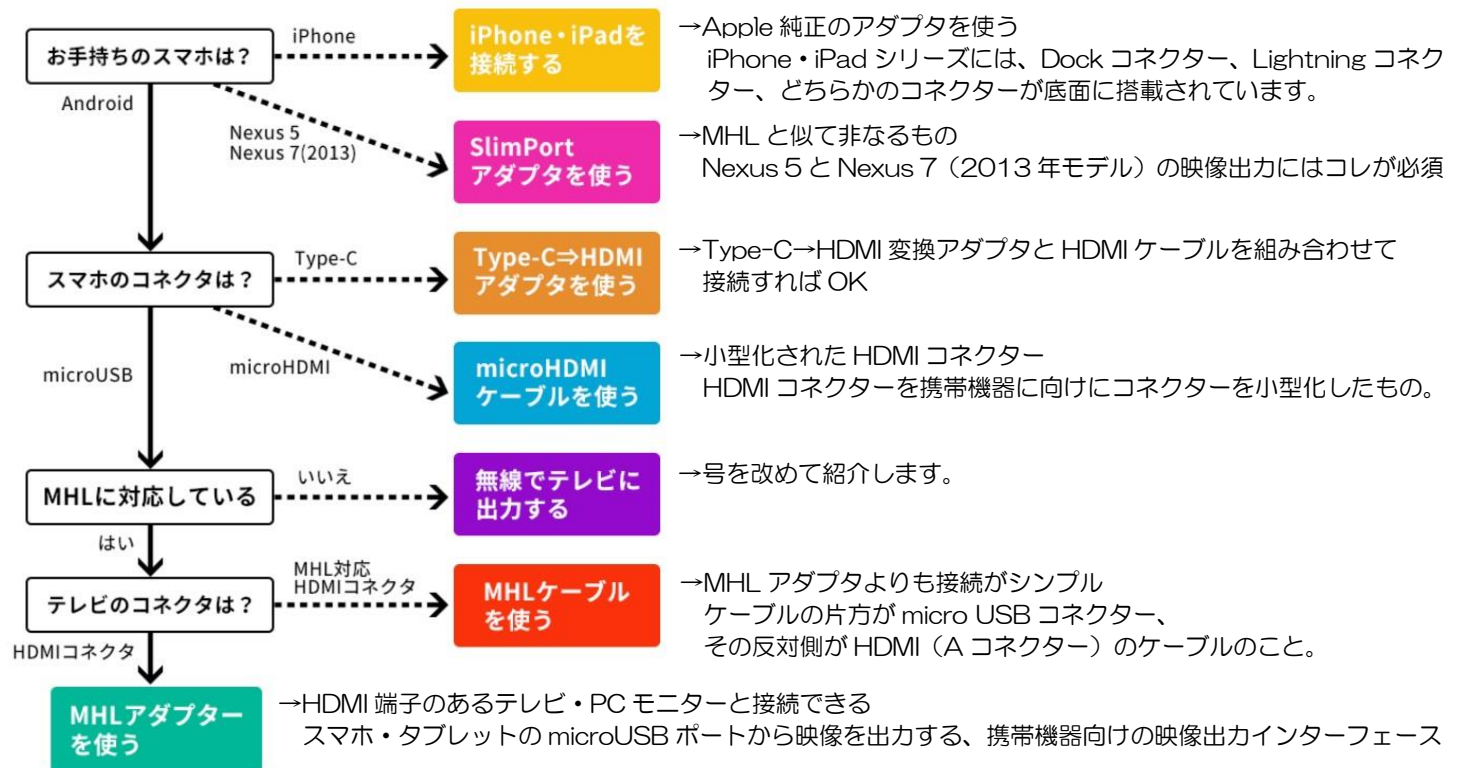 お手持ちのスマホは？
iPhone
iPhone・iPadを
接続する
→Apple 純正のアダプタを使う
iPhone・iPad シリーズには、Dock コネクター、Lightning コネク
ター、どちらかのコネクターが底面に搭載されています。
Android
Nexus 5
Nexus 7(2013)
SlimPort
アダプタを使う
→MHL と似て非なるもの
Nexus 5 と Nexus 7（2013 年モデル）の映像出力にはコレが必須
スマホのコネクタは？
Type-C
Type-C⇒HDMI
アダプタを使う
→Type-C→HDMI 変換アダプタと HDMI ケーブルを組み合わせて
接続すれば OK
microUSB
microHDMI
microHDMI
ケーブルを使う
→小型化された HDMI コネクター
HDMI コネクターを携帯機器に向けにコネクターを小型化したもの。
MHLに対応している
いいえ
無線でテレビに
出力する
→号を改めて紹介します。
はい
テレビのコネクタは？
MHL対応
HDMIコネクタ
MHLケーブル
を使う
→MHL アダプタよりも接続がシンプル
ケーブルの片方が micro USB コネクター、
その反対側が HDMI（A コネクター）のケーブルのこと。
HDMIコネクタ
MHLアダプター
を使う
→HDMI 端子のあるテレビ・PC モニターと接続できる
スマホ・タブレットの microUSB ポートから映像を出力する、携帯機器向けの映像出力インターフェース